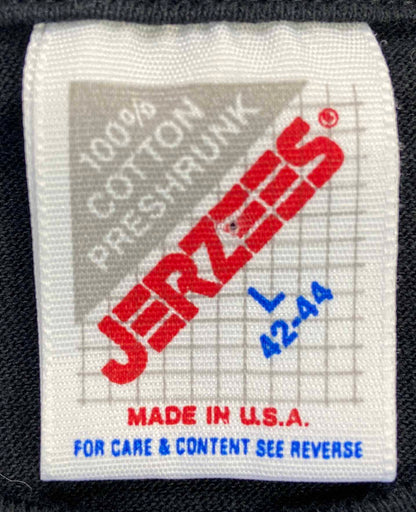 100%
COTTON
PRESHRUNK
JERZEES®
L
42-44
MADE IN U.S.A.
FOR CARE & CONTENT SEE REVERSE